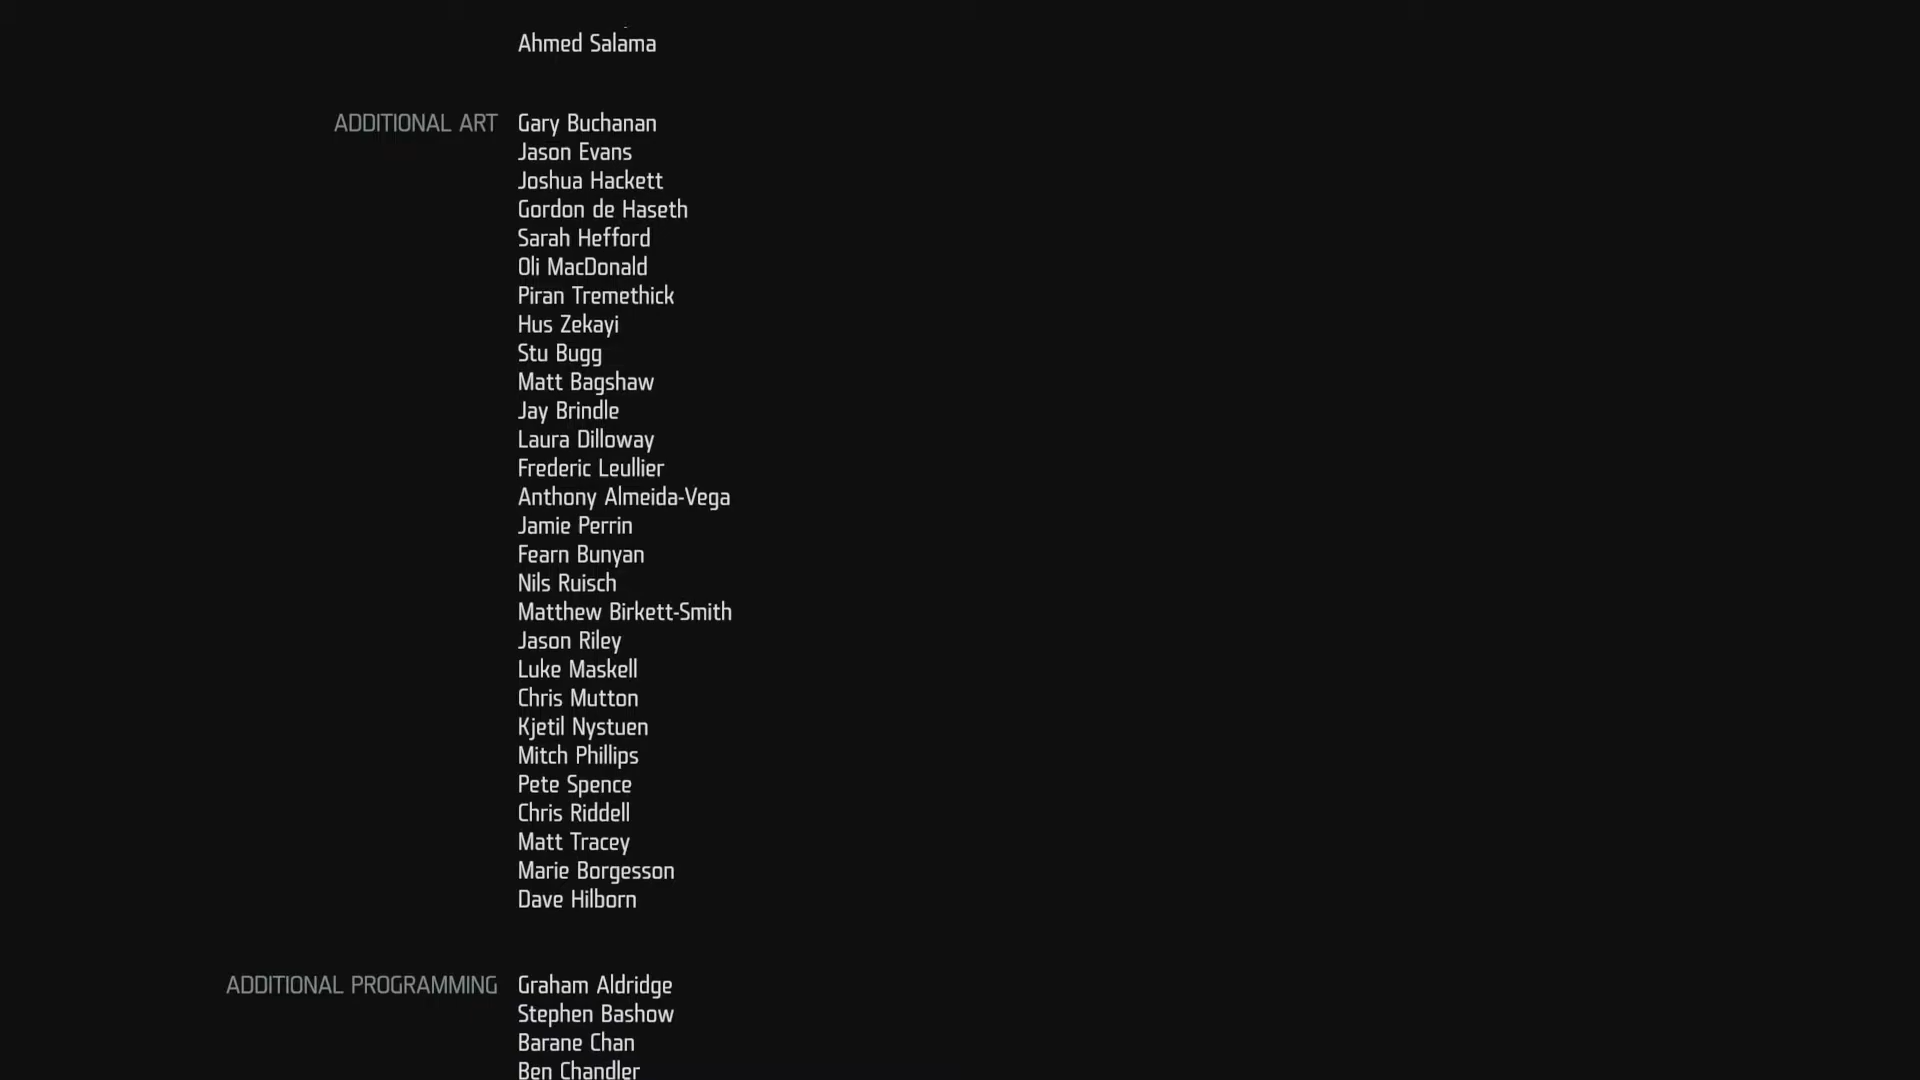 Ahmed Salama
ADDITIONAL ART Gary Buchanan
Jason Evans
Joshua Hackett
Gordon de Haseth
Sarah Hefford
Oli MacDonald
Piran Tremethick
Hus Zekayi
Stu Bugg
Matt Bagshaw
Jay Brindle
Laura Dilloway
Frederic Leullier
Anthony Almeida-Vega
Jamie Perrin
Fearn Bunyan
Nils Ruisch
Matthew Birkett-Smith
Jason Riley
Luke Maskell
Chris Mutton
Kjetil Nystuen
Mitch Phillips
Pete Spence
Chris Riddell
Matt Tracey
Marie Borgesson
Dave Hilborn
ADDITIONAL PROGRAMMING Graham Aldridge
Stephen Bashow
Barane Chan
Ben Chandler